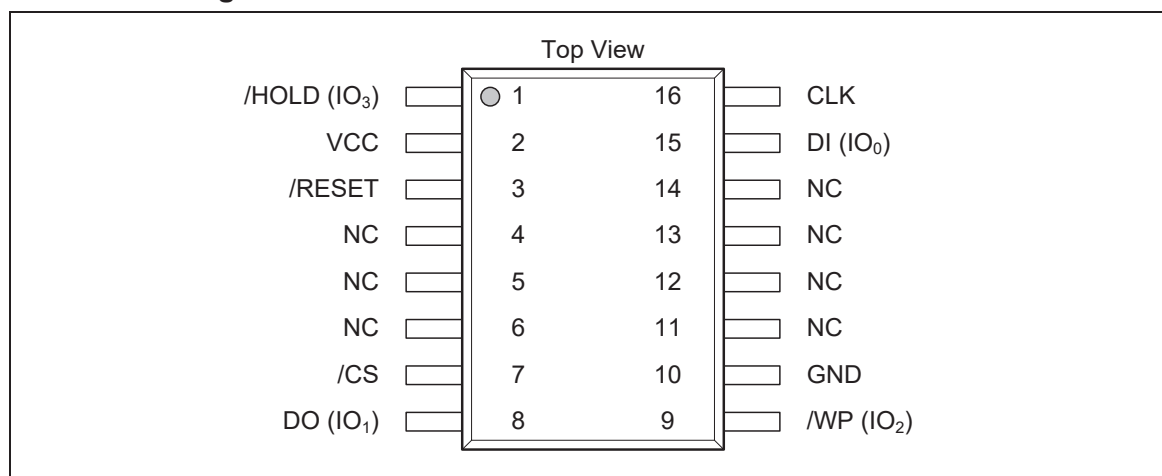 g
Top View
/HOLD (IO₃) 1 16 CLK
VCC 2 15 DI (IO₀)
/RESET 3 14 NC
NC 4 13 NC
NC 5 12 NC
NC 6 11 NC
/CS 7 10 GND
DO (IO₁) 8 9 /WP (IO₂)